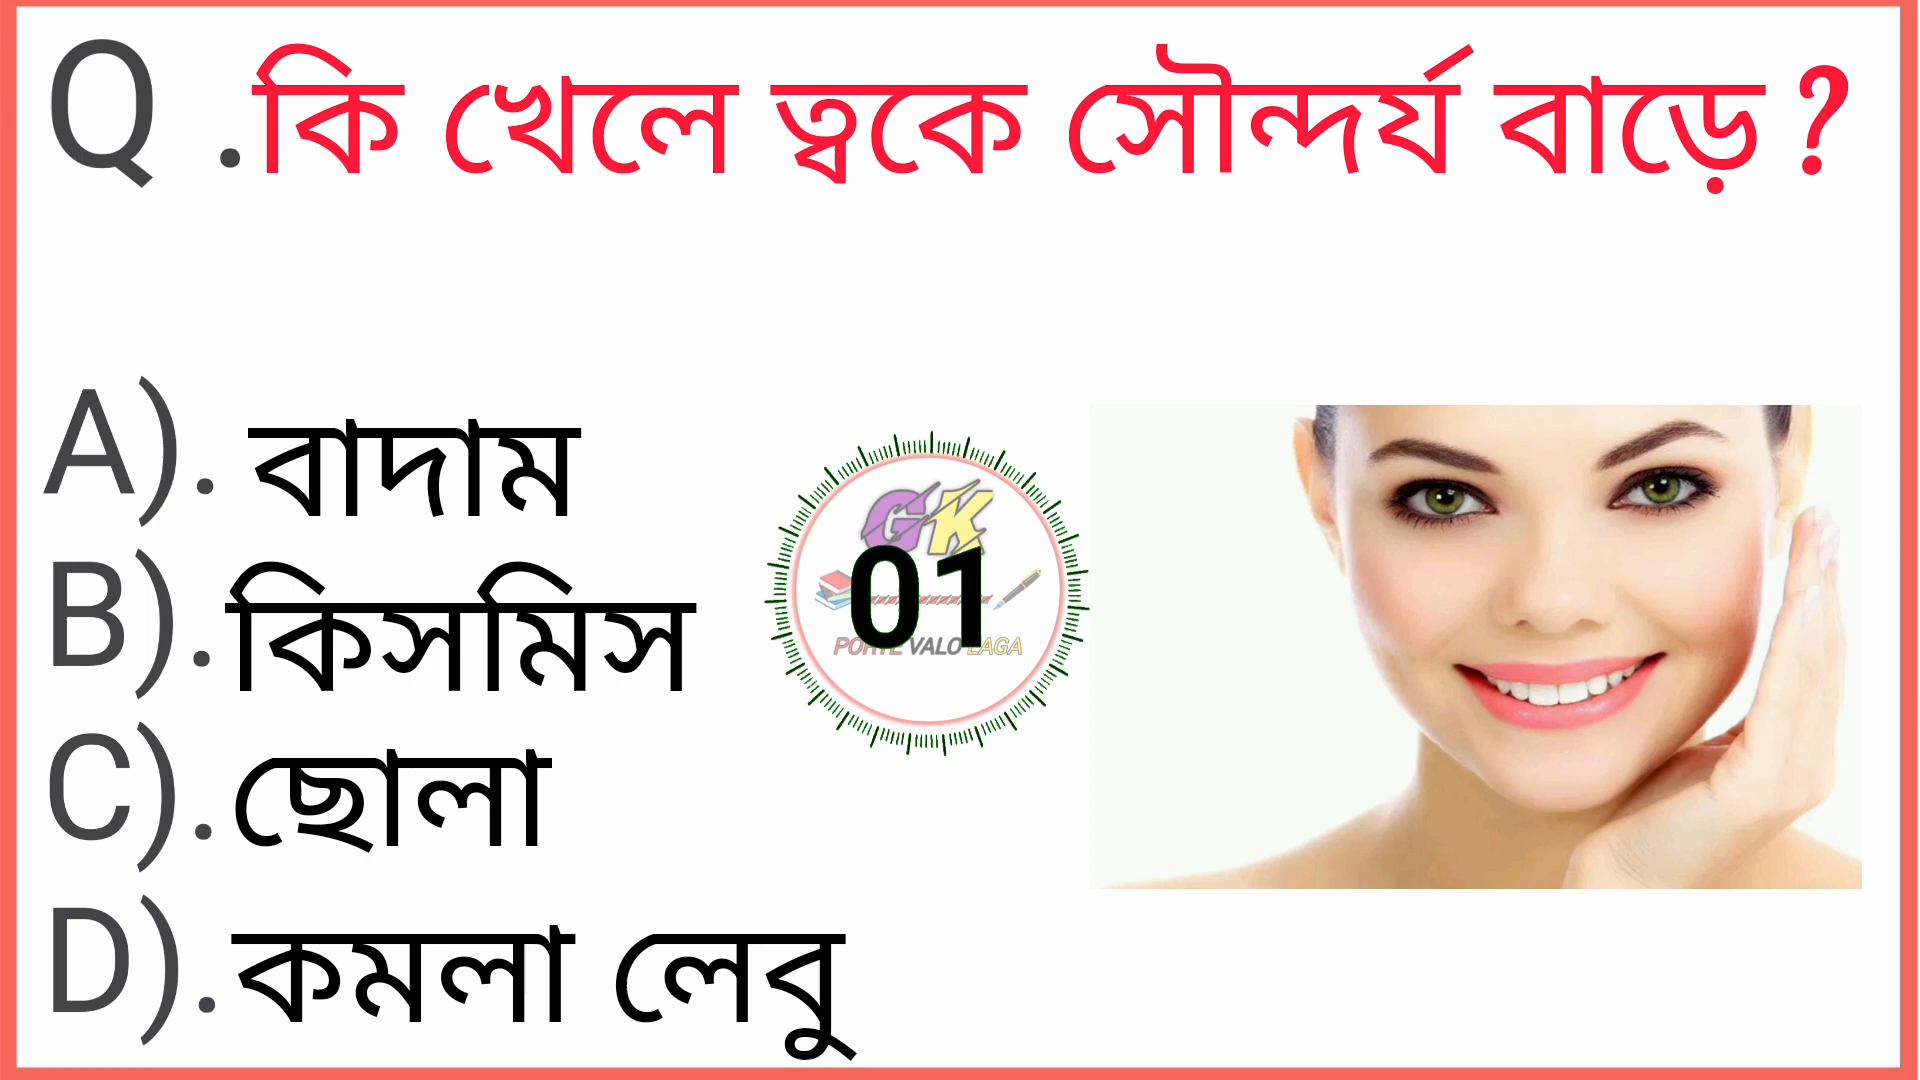 Q .কি খেলে ত্বকে সৌন্দর্য বাড়ে ?
A). বাদাম
B). কিসমিস
C). ছোলা
D). কমলা লেবু
GK
01
PORTE VALO LAGA